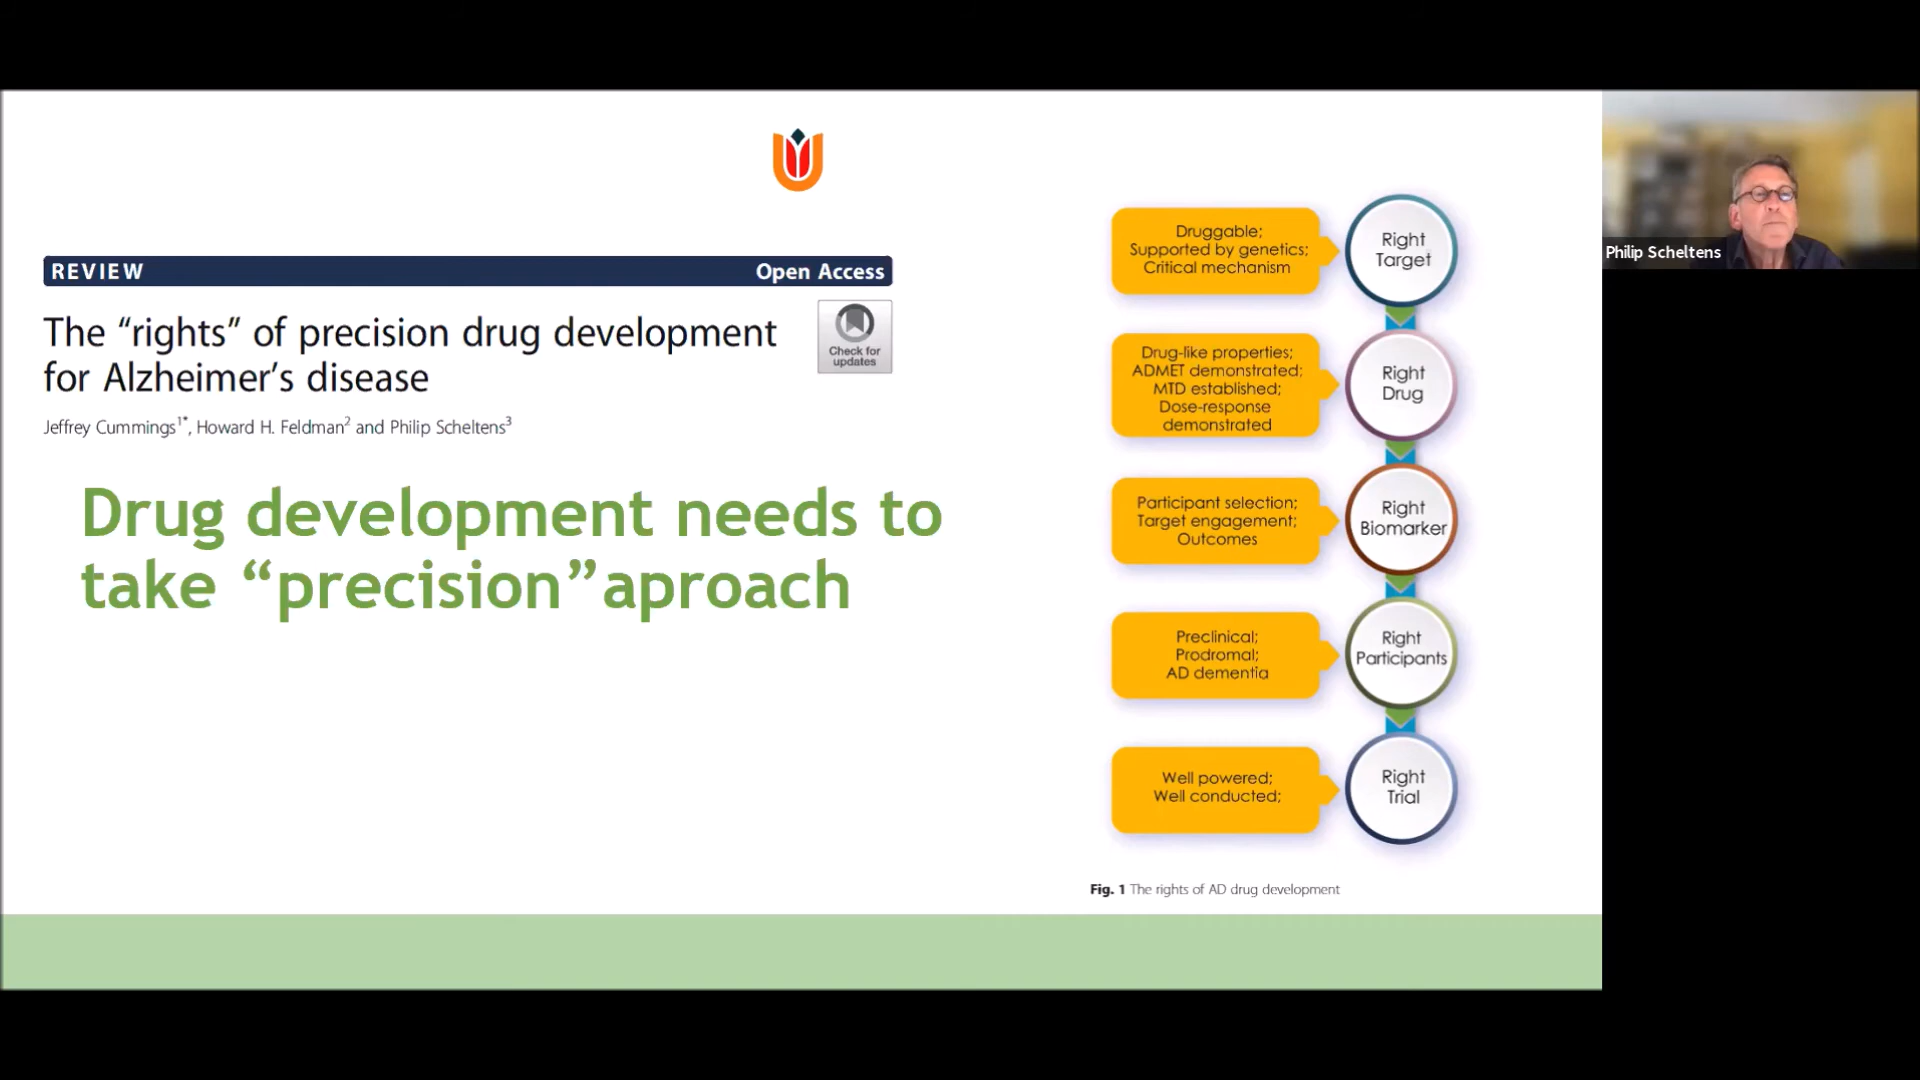 REVIEW Open Access
The “rights” of precision drug development
for Alzheimer’s disease
Check for
updates
Jeffrey Cummings1*, Howard H. Feldman2 and Philip Scheltens3
Drug development needs to
take “precision”aproach
Druggable;
Supported by genetics;
Critical mechanism
Right
Target
Drug-like properties;
ADMET demonstrated;
MTD established;
Dose-response
demonstrated
Right
Drug
Participant selection;
Target engagement;
Outcomes
Right
Biomarker
Preclinical;
Prodromal;
AD dementia
Right
Participants
Well powered;
Well conducted;
Right
Trial
Fig. 1 The rights of AD drug development
Philip Scheltens